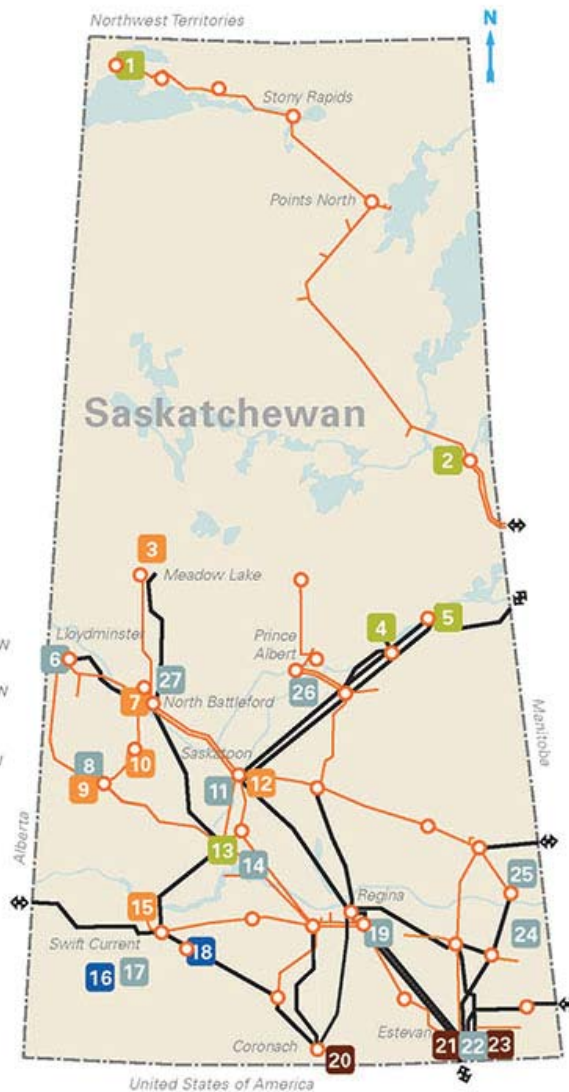 Northwest Territories
N
1
Stony Rapids
Points North
Saskatchewan
2
3
Meadow Lake
Lloydminster
Prince
Albert
4
5
6
27
26
7
North Battleford
Manitoba
10
Saskatoon
8
9
11
12
Alberta
13
14
25
15
Regina
19
24
Swift Current
18
16
17
Estevan
21
22
23
Coronach
20
United States of America